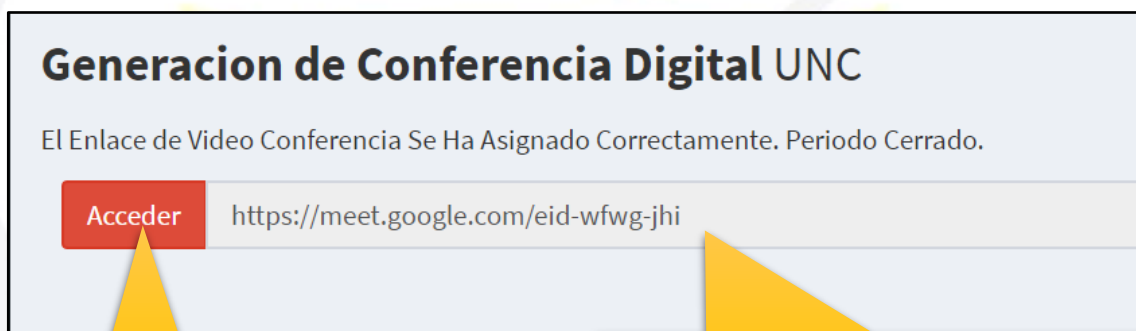 Generacion de Conferencia Digital UNC
El Enlace de Video Conferencia Se Ha Asignado Correctamente. Periodo Cerrado.
Acceder https://meet.google.com/eid-wfwg-jhi